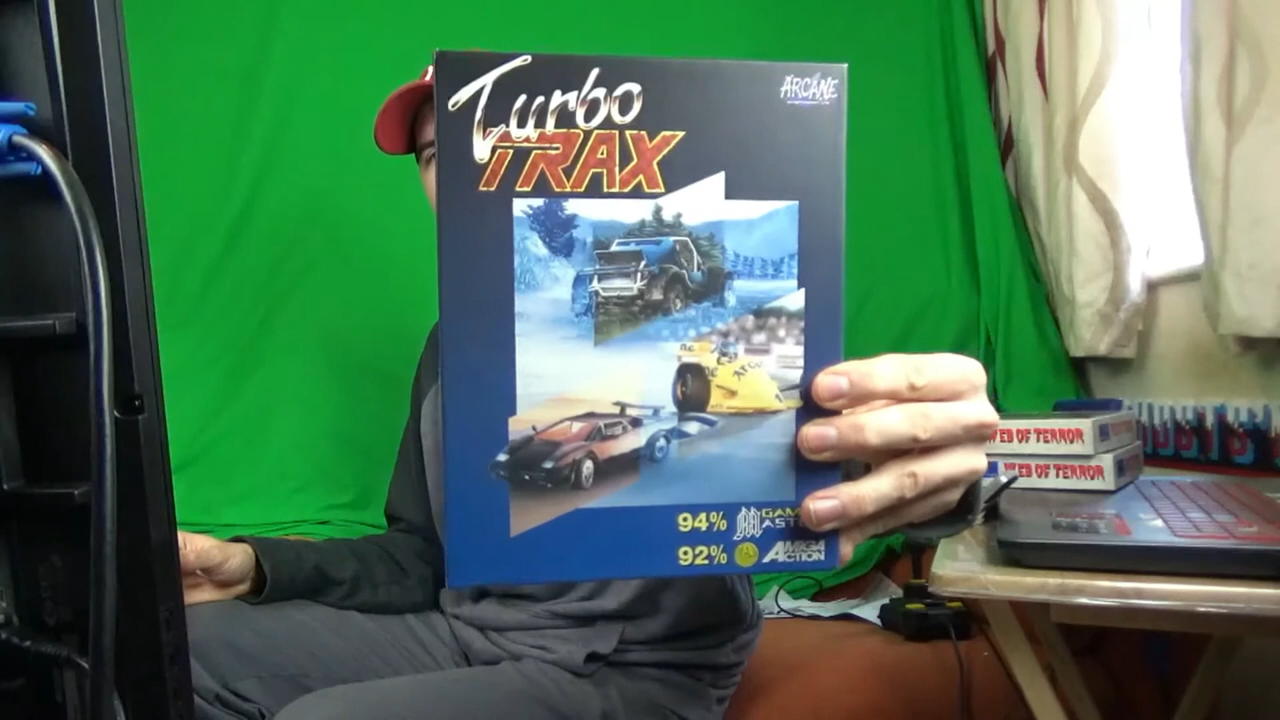 Turbo
TRAX
ARCANE
94%
92%
AMIGA
ACTION
WEB OF TERROR
WEB OF TERROR